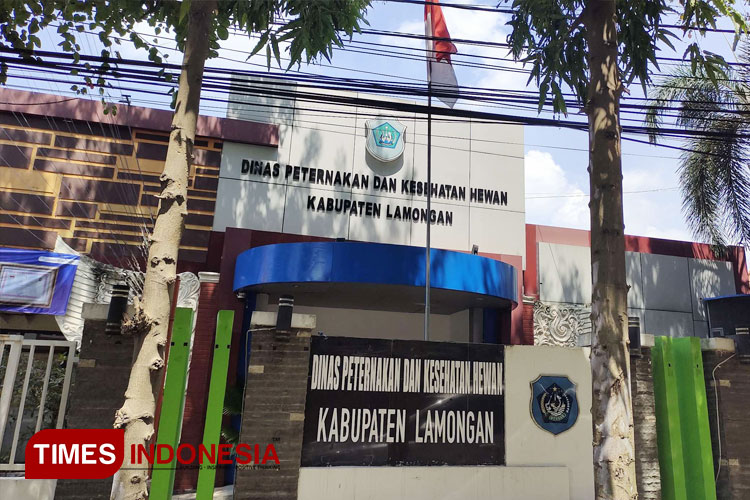 DINAS PETERNAKAN DAN KESEHATAN HEWAN
KABUPATEN LAMONGAN
DINAS PETERNAKAN DAN KESEHATAN HEWAN
KABUPATEN LAMONGAN
TIMES INDONESIA